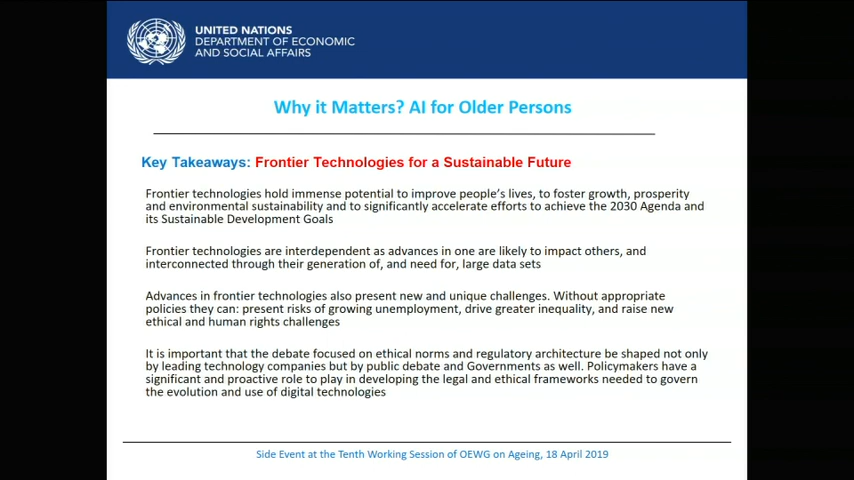 UNITED NATIONS
DEPARTMENT OF ECONOMIC
AND SOCIAL AFFAIRS
Why it Matters? AI for Older Persons
Key Takeaways: Frontier Technologies for a Sustainable Future
Frontier technologies hold immense potential to improve people's lives, to foster growth, prosperity
and environmental sustainability and to significantly accelerate efforts to achieve the 2030 Agenda and
its Sustainable Development Goals
Frontier technologies are interdependent as advances in one are likely to impact others, and
interconnected through their generation of, and need for, large data sets
Advances in frontier technologies also present new and unique challenges. Without appropriate
policies they can: present risks of growing unemployment, drive greater inequality, and raise new
ethical and human rights challenges
It is important that the debate focused on ethical norms and regulatory architecture be shaped not only
by leading technology companies but by public debate and Governments as well. Policymakers have a
significant and proactive role to play in developing the legal and ethical frameworks needed to govern
the evolution and use of digital technologies
Side Event at the Tenth Working Session of OEWG on Ageing, 18 April 2019